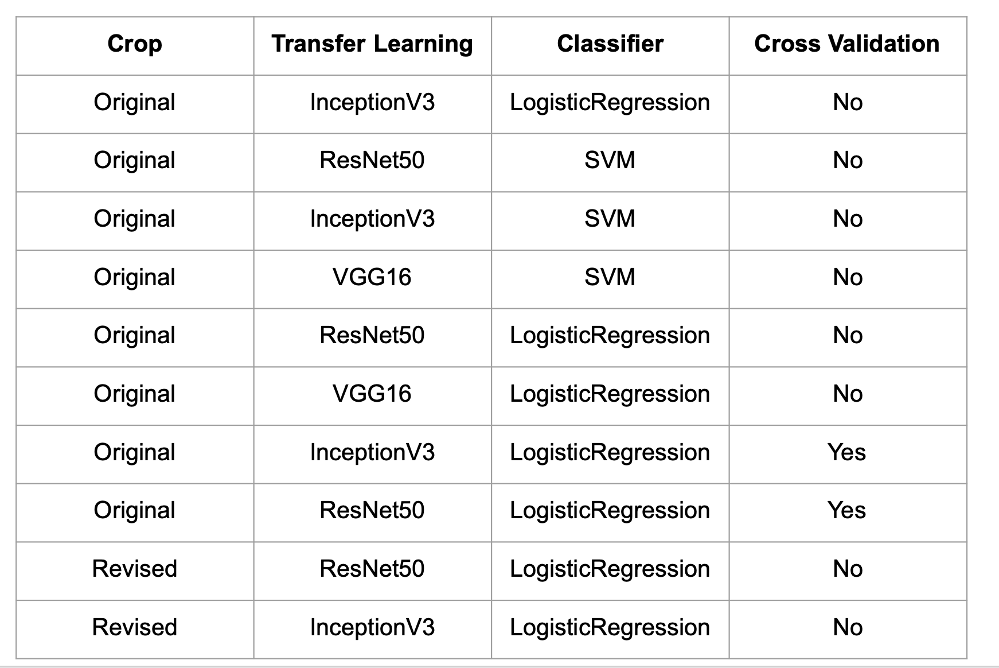 Crop Transfer Learning Classifier Cross Validation
Original InceptionV3 LogisticRegression No
Original ResNet50 SVM No
Original InceptionV3 SVM No
Original VGG16 SVM No
Original ResNet50 LogisticRegression No
Original VGG16 LogisticRegression No
Original InceptionV3 LogisticRegression Yes
Original ResNet50 LogisticRegression Yes
Revised ResNet50 LogisticRegression No
Revised InceptionV3 LogisticRegression No